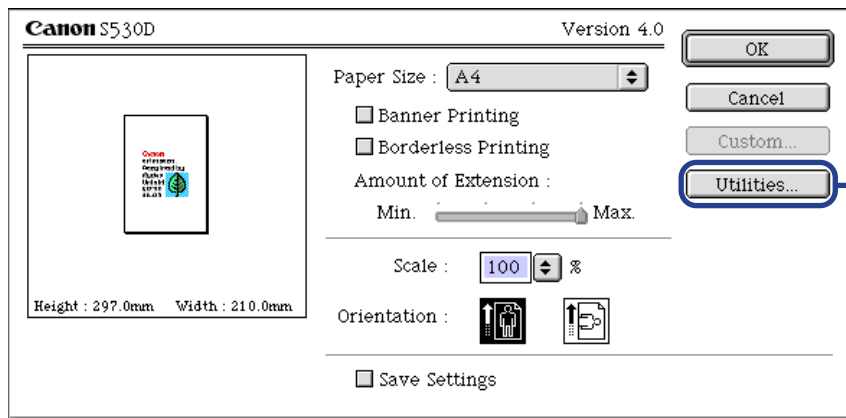 Canon S530D
Version 4.0
Paper Size : A4
Banner Printing
Borderless Printing
Amount of Extension :
Min. Max.
Scale : 100 %
Orientation :
Save Settings
Height : 297.0mm Width : 210.0mm
OK
Cancel
Custom...
Utilities...
Canon